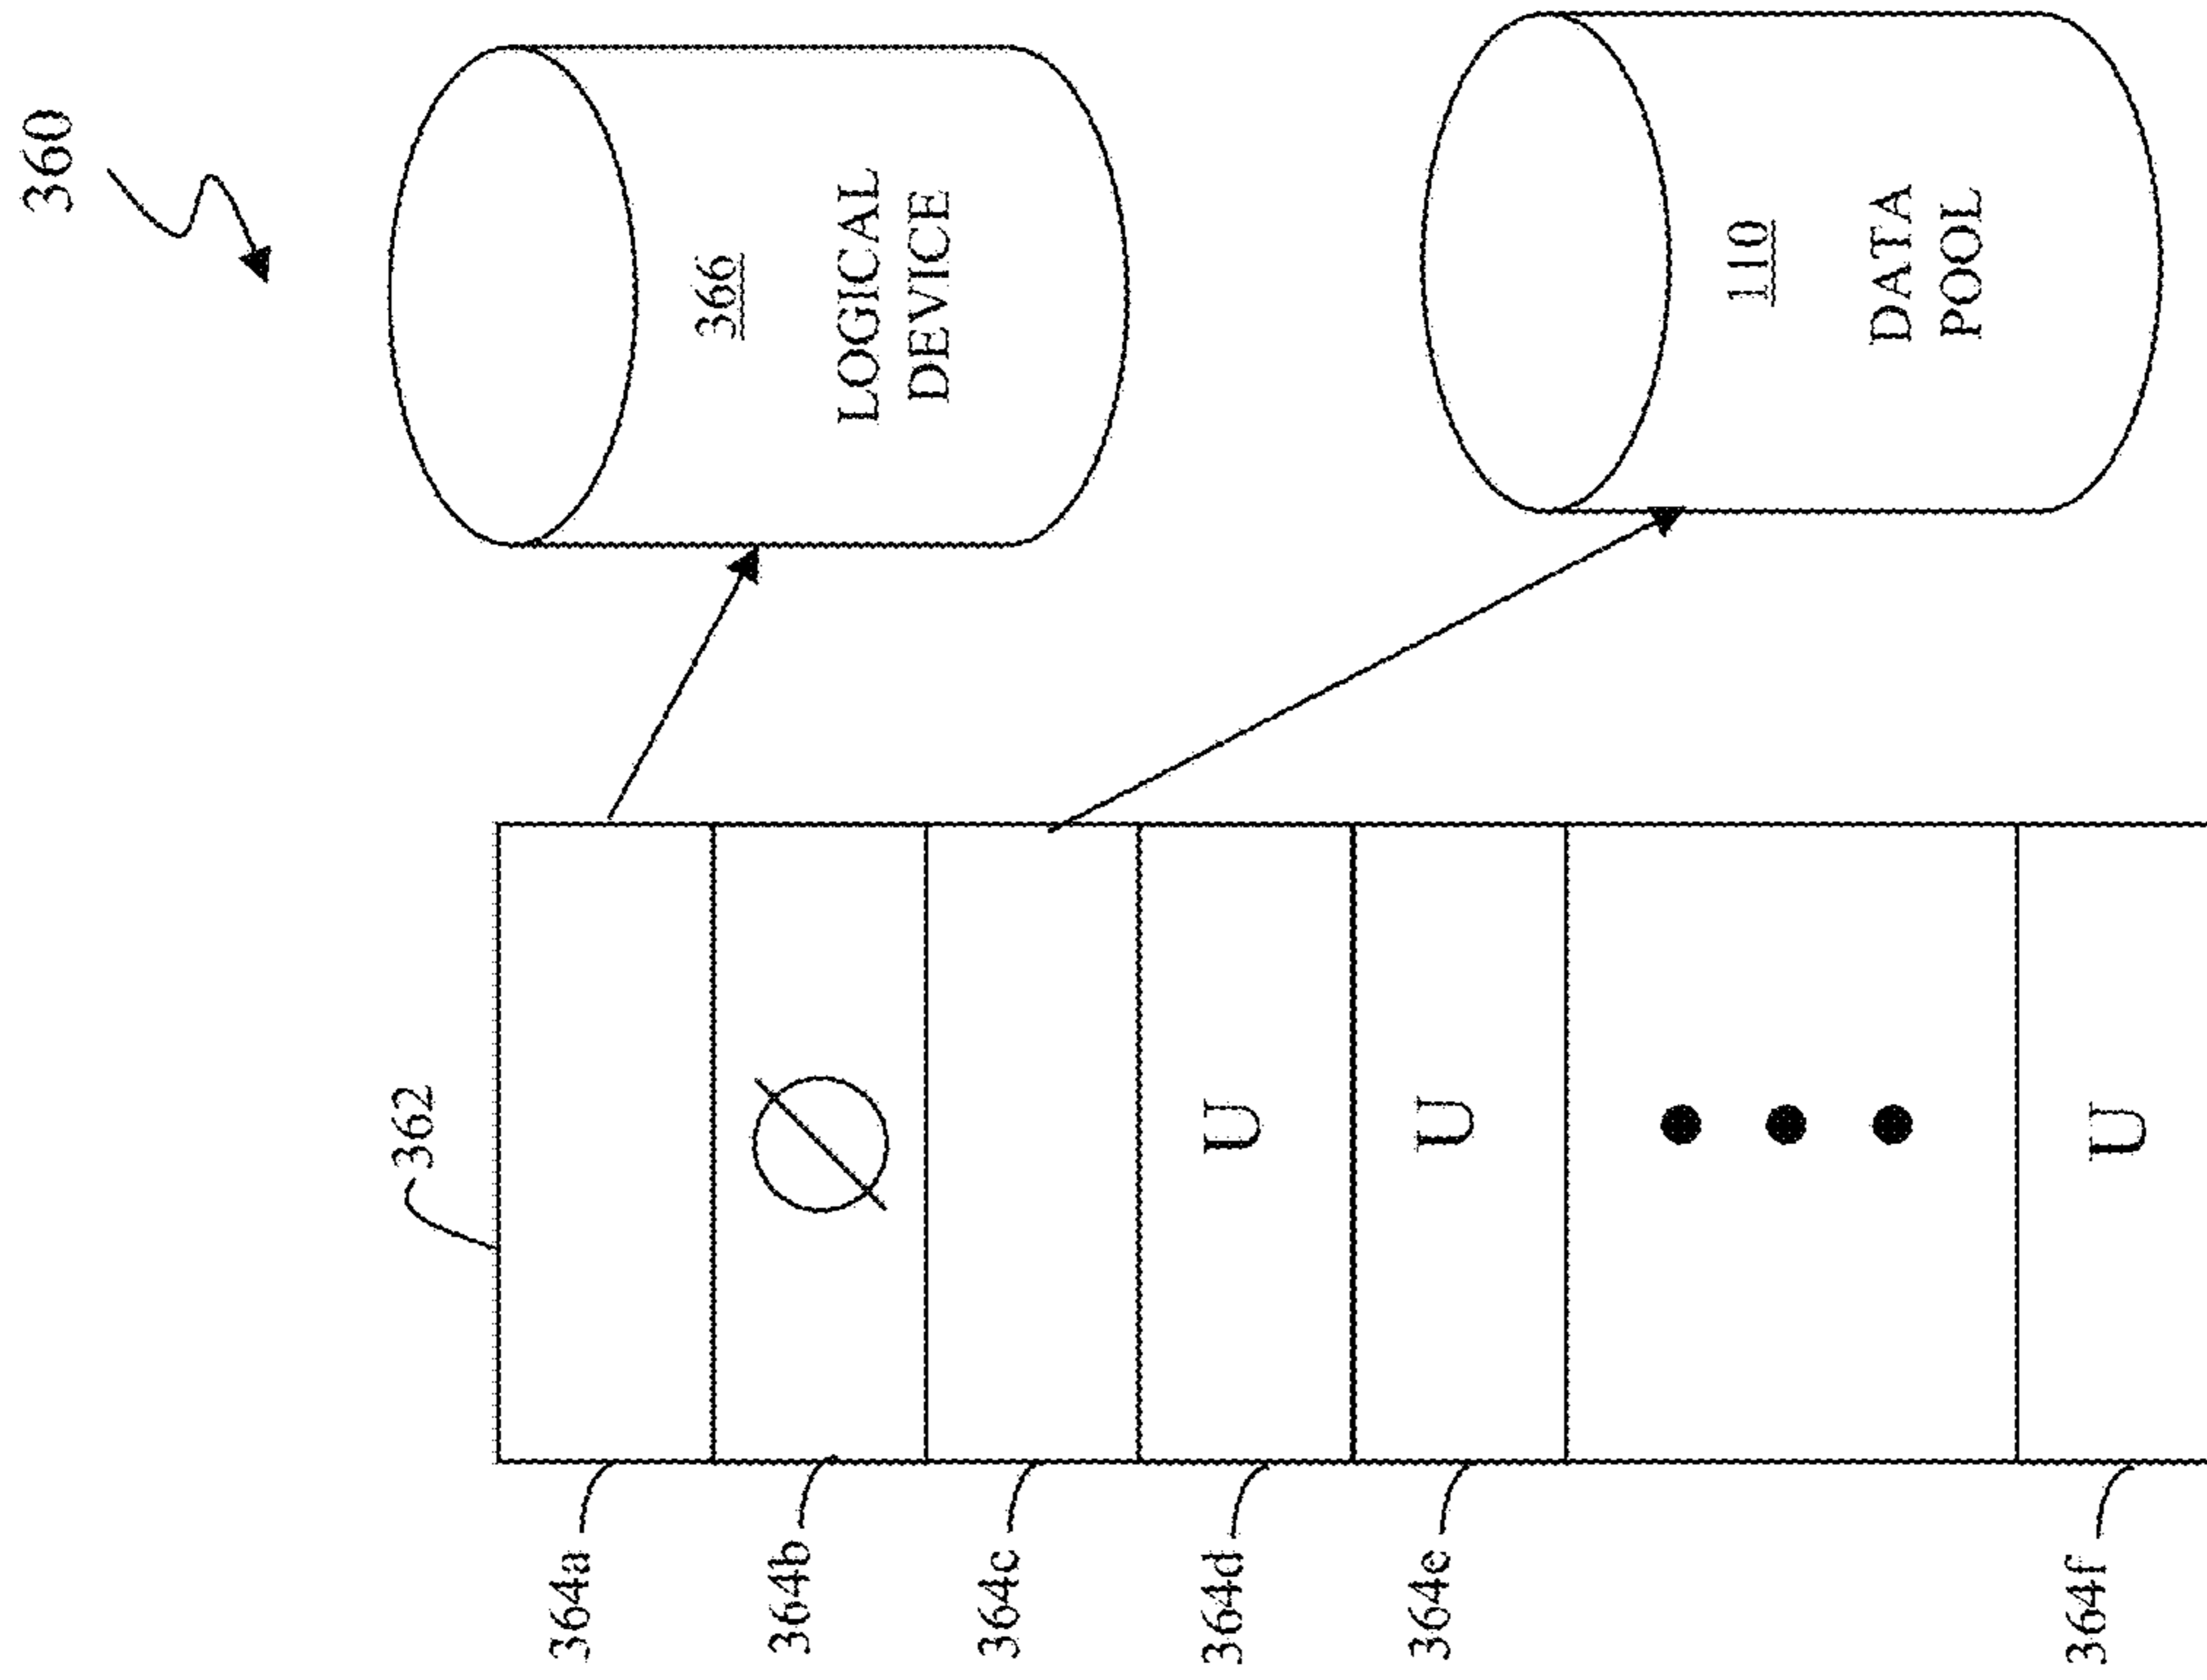 360
362
364a
364b
Ø
364c
364d
U
364e
U
364f
U
366
LOGICAL
DEVICE
110
DATA
POOL